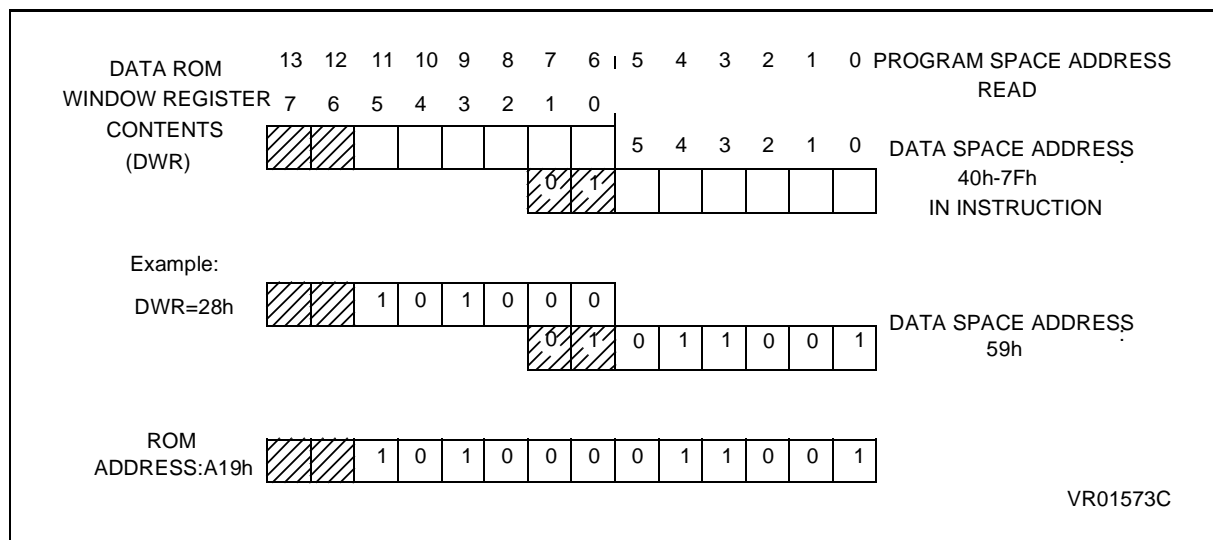 13 12 11 10 9 8 7 6 5 4 3 2 1 0 PROGRAM SPACE ADDRESS
READ
DATA ROM
WINDOW REGISTER 7 6 5 4 3 2 1 0
CONTENTS
(DWR)
5 4 3 2 1 0 DATA SPACE ADDRESS
:
0 1 40h-7Fh
IN INSTRUCTION
Example:
DWR=28h 1 0 1 0 0 0
DATA SPACE ADDRESS
:
0 1 0 1 1 0 0 1 59h
ROM
ADDRESS:A19h 1 0 1 0 0 0 0 1 1 0 0 1
VR01573C